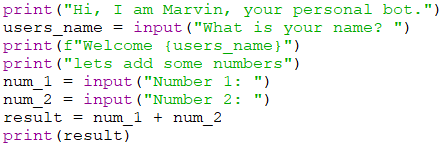 print("Hi, I am Marvin, your personal bot.")
users_name = input("What is your name? ")
print(f"Welcome {users_name}")
print("lets add some numbers")
num_1 = input("Number 1: ")
num_2 = input("Number 2: ")
result = num_1 + num_2
print(result)